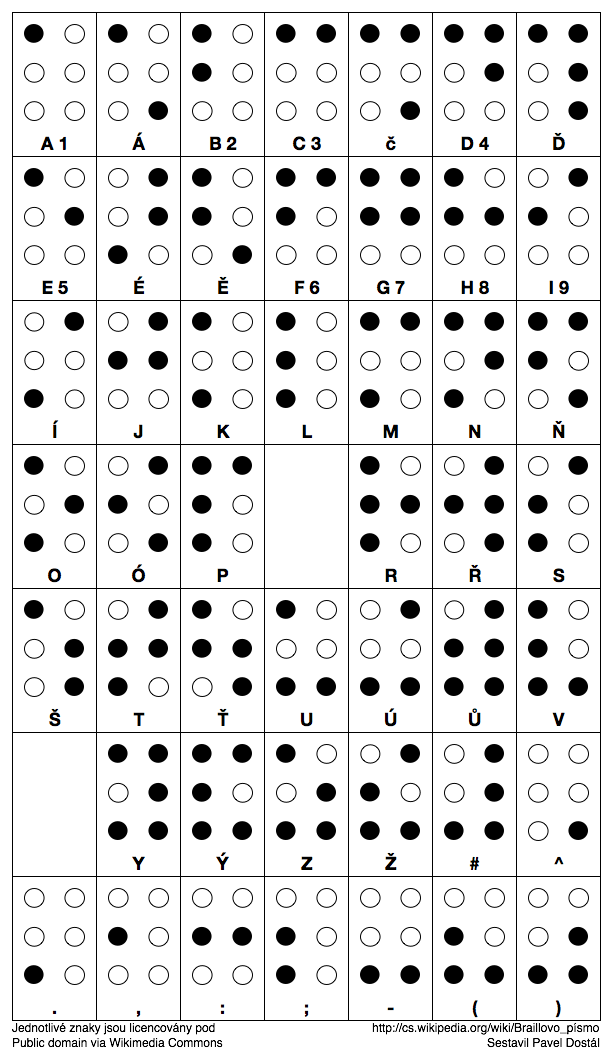 A 1 Á B 2 C 3 č D 4 Ď
E 5 É Ě F 6 G 7 H 8 I 9
Í J K L M N Ň
O Ó P R Ř S
Š T Ť U Ú Ů V
Y Ý Z Ž # ^
. , : ; - ( )
Jednotlivé znaky jsou licencovány pod
Public domain via Wikimedia Commons
http://cs.wikipedia.org/wiki/Braillovo_písmo
Sestavil Pavel Dostál